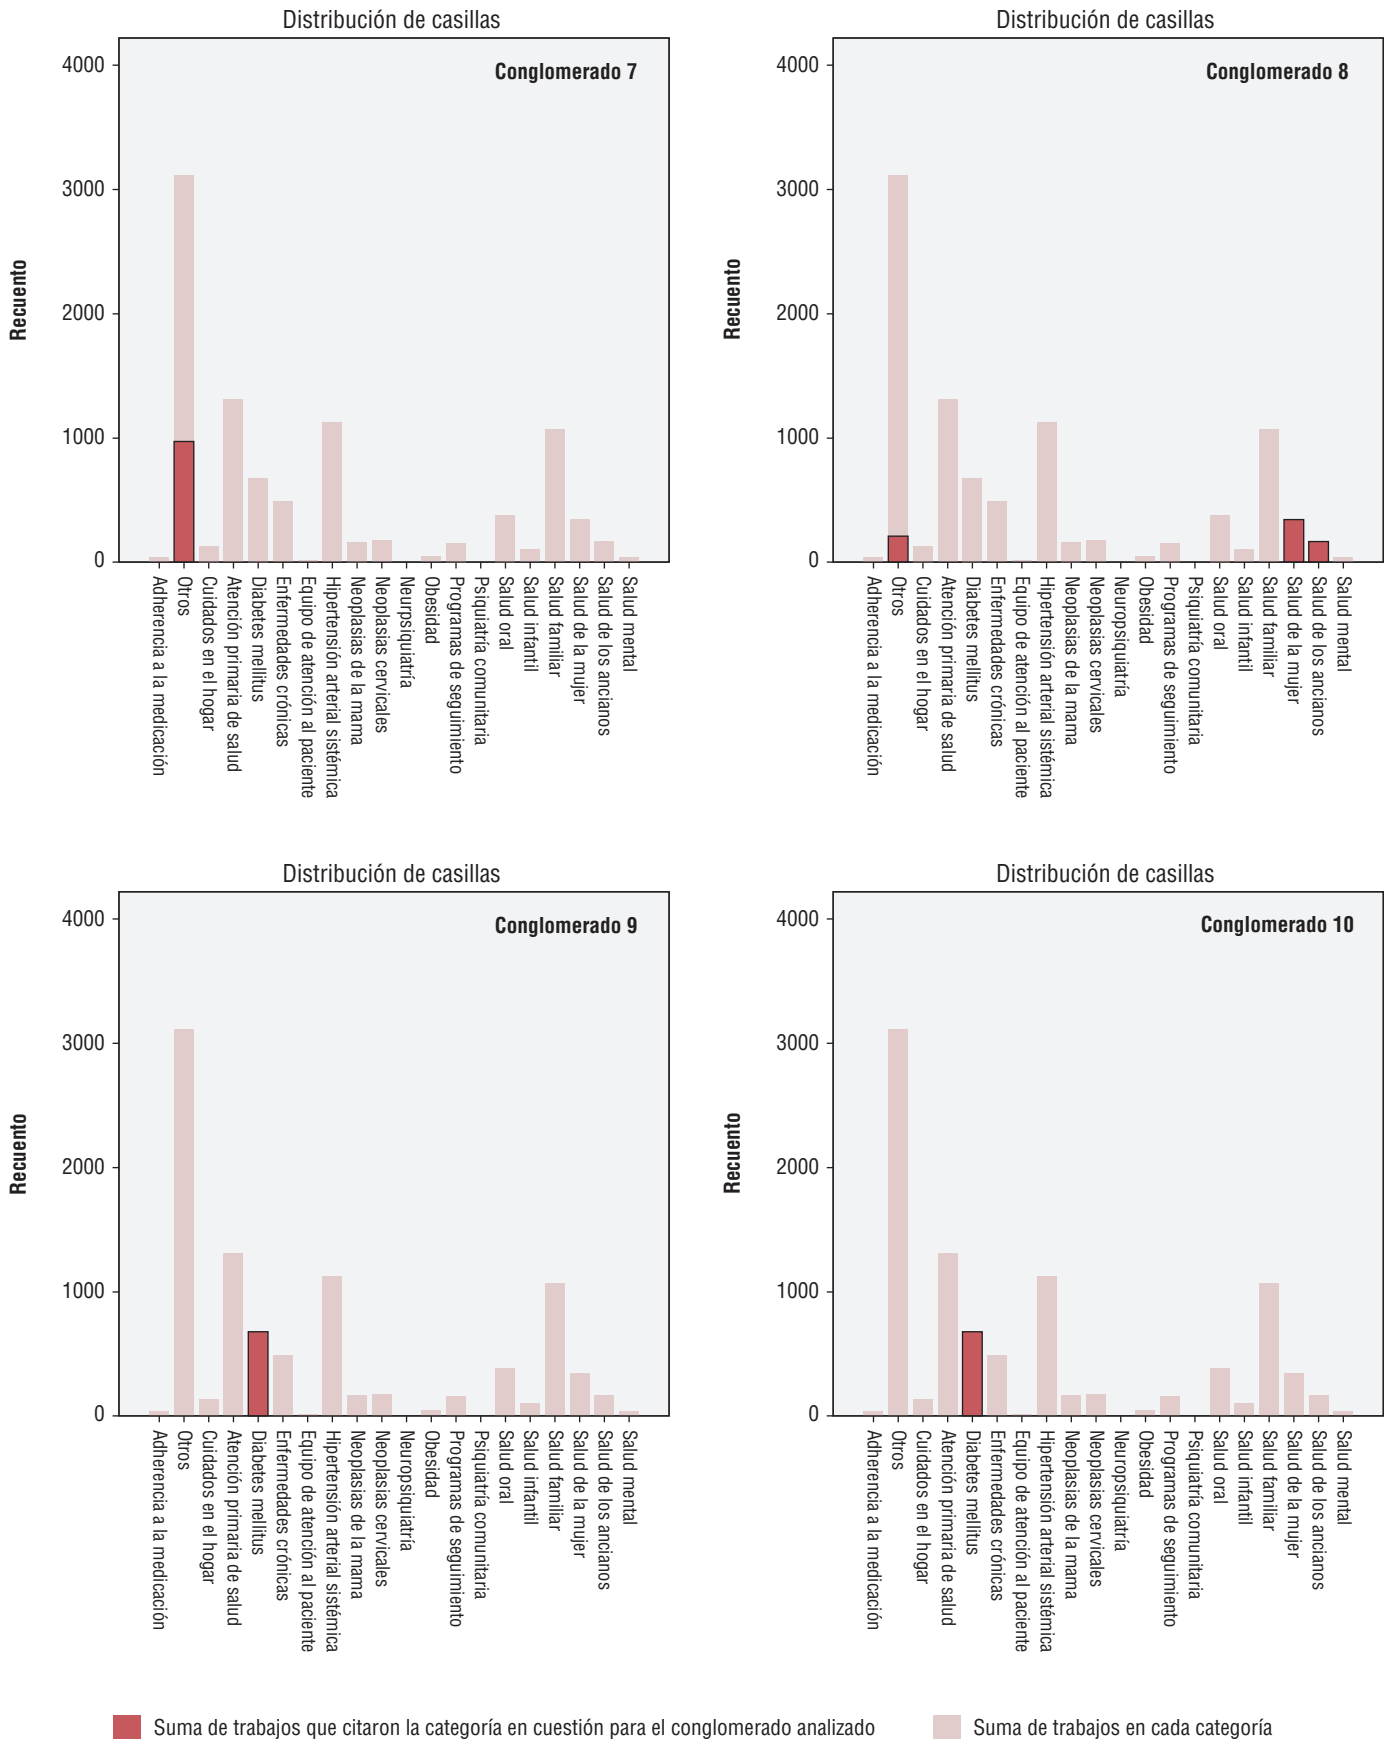 Distribución de casillas
Conglomerado 7
Recuento
4000
3000
2000
1000
0
Adherencia a la medicación
Otros
Cuidados en el hogar
Atención primaria de salud
Diabetes mellitus
Enfermedades crónicas
Equipo de atención al paciente
Hipertensión arterial sistémica
Neoplasias de la mama
Neoplasias cervicales
Neurpsiquiatría
Obesidad
Programas de seguimiento
Psiquiatría comunitaria
Salud oral
Salud infantil
Salud familiar
Salud de la mujer
Salud de los ancianos
Salud mental
Distribución de casillas
Conglomerado 8
Recuento
4000
3000
2000
1000
0
Adherencia a la medicación
Otros
Cuidados en el hogar
Atención primaria de salud
Diabetes mellitus
Enfermedades crónicas
Equipo de atención al paciente
Hipertensión arterial sistémica
Neoplasias de la mama
Neoplasias cervicales
Neuropsiquiatría
Obesidad
Programas de seguimiento
Psiquiatría comunitaria
Salud oral
Salud infantil
Salud familiar
Salud de la mujer
Salud de los ancianos
Salud mental
Distribución de casillas
Conglomerado 9
Recuento
4000
3000
2000
1000
0
Adherencia a la medicación
Otros
Cuidados en el hogar
Atención primaria de salud
Diabetes mellitus
Enfermedades crónicas
Equipo de atención al paciente
Hipertensión arterial sistémica
Neoplasias de la mama
Neoplasias cervicales
Neuropsiquiatría
Obesidad
Programas de seguimiento
Psiquiatría comunitaria
Salud oral
Salud infantil
Salud familiar
Salud de la mujer
Salud de los ancianos
Salud mental
Distribución de casillas
Conglomerado 10
Recuento
4000
3000
2000
1000
0
Adherencia a la medicación
Otros
Cuidados en el hogar
Atención primaria de salud
Diabetes mellitus
Enfermedades crónicas
Equipo de atención al paciente
Hipertensión arterial sistémica
Neoplasias de la mama
Neoplasias cervicales
Neuropsiquiatría
Obesidad
Programas de seguimiento
Psiquiatría comunitaria
Salud oral
Salud infantil
Salud familiar
Salud de la mujer
Salud de los ancianos
Salud mental
Suma de trabajos que citaron la categoría en cuestión para el conglomerado analizado
Suma de trabajos en cada categoría